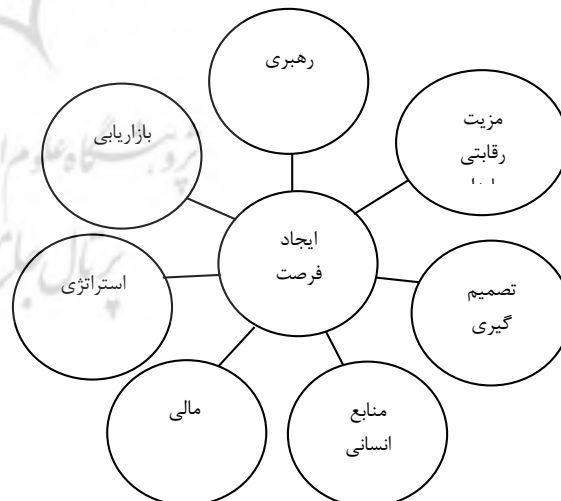 رهبری
مزیت
رقابتی
تصمیم
گیری
منابع
انسانی
مالی
استراتژی
بازاریابی
ایجاد
فرصت